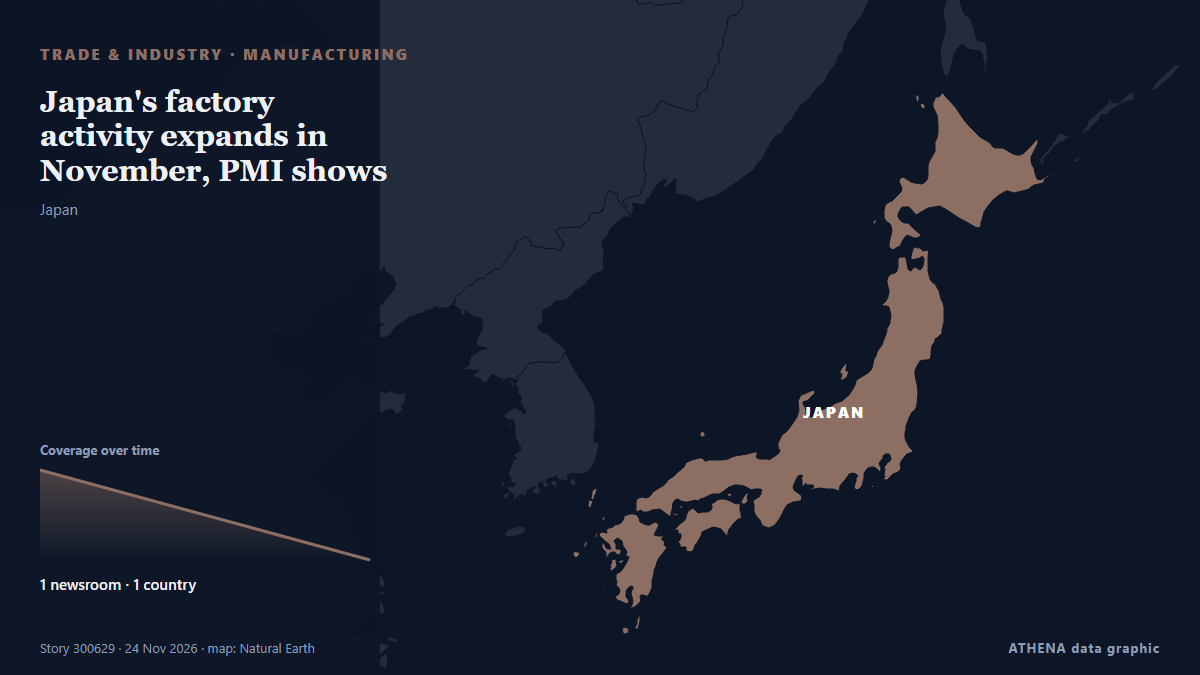 TRADE & INDUSTRY · MANUFACTURING
Japan's factory
activity expands in
November, PMI shows
Japan
JAPAN
Coverage over time
1 newsroom · 1 country
Story 300629 · 24 Nov 2026 · map: Natural Earth
ATHENA data graphic